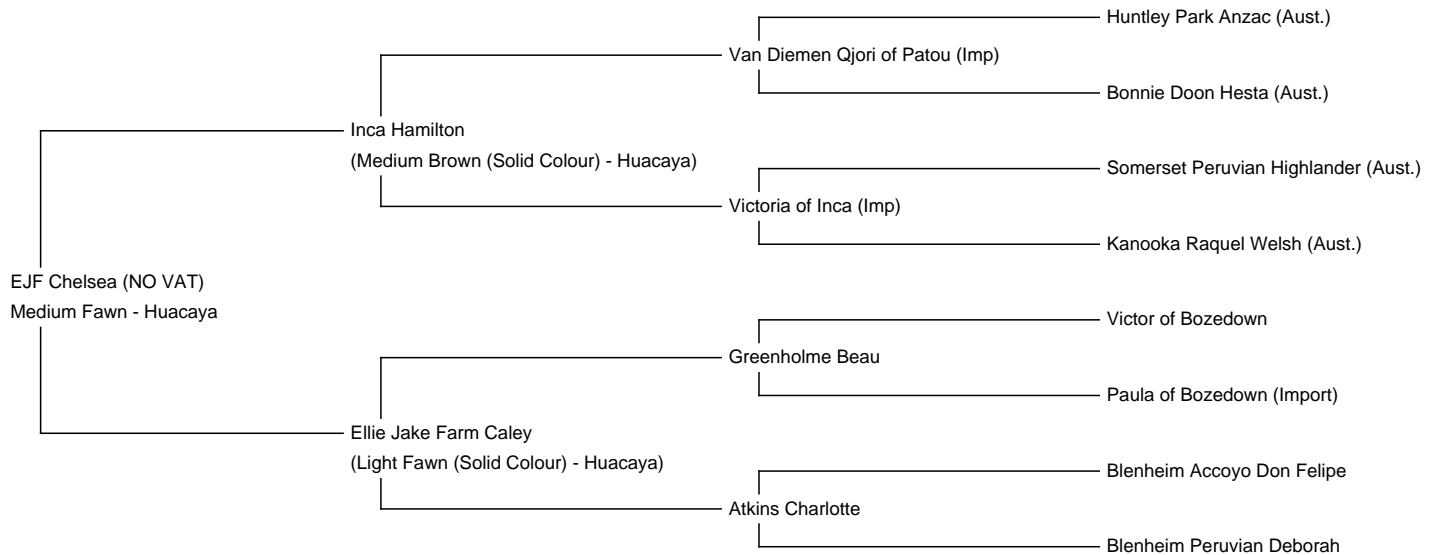 Huntley Park Anzac (Aust.)
Van Diemen Qjori of Patou (Imp)
Bonnie Doon Hesta (Aust.)
Inca Hamilton
(Medium Brown (Solid Colour) - Huacaya)
Somerset Peruvian Highlander (Aust.)
Victoria of Inca (Imp)
Kanooka Raquel Welsh (Aust.)
EJF Chelsea (NO VAT)
Medium Fawn - Huacaya
Victor of Bozedown
Greenholme Beau
Paula of Bozedown (Import)
Ellie Jake Farm Caley
(Light Fawn (Solid Colour) - Huacaya)
Blenheim Accoyo Don Felipe
Atkins Charlotte
Blenheim Peruvian Deborah